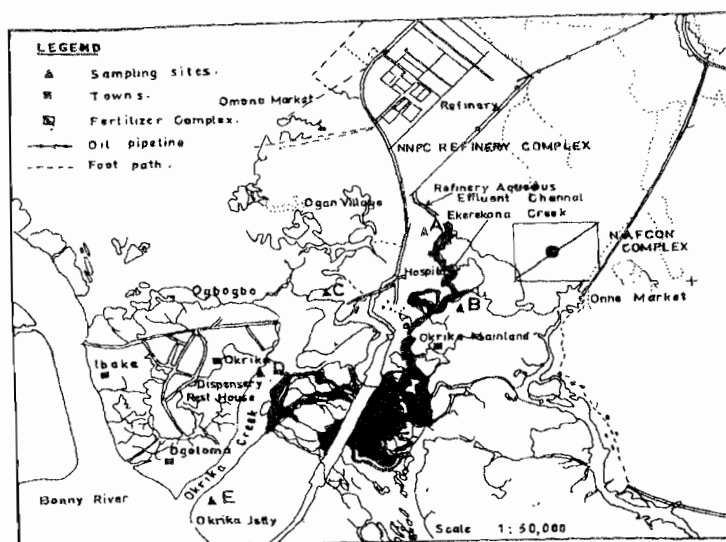 LEGEND
Sampling sites.
Towns.
Fertilizer Complex.
Oil pipeline
Foot path.
Omono Market
Refinery
NNPC REFINERY COMPLEX
Refinery Aqueous
Effluent Channel
Ekerekana Creek
Ogan Village
A
NAFCON
COMPLEX
Hospital
Ogbogbo
C
B
Onne Market
Okrika Mainland
Ibaka
Okrika
D
Dispensery
Rest House
Ogoloma
Okrika Creek
Bonny River
E
Okrika Jetty
Scale 1:50,000